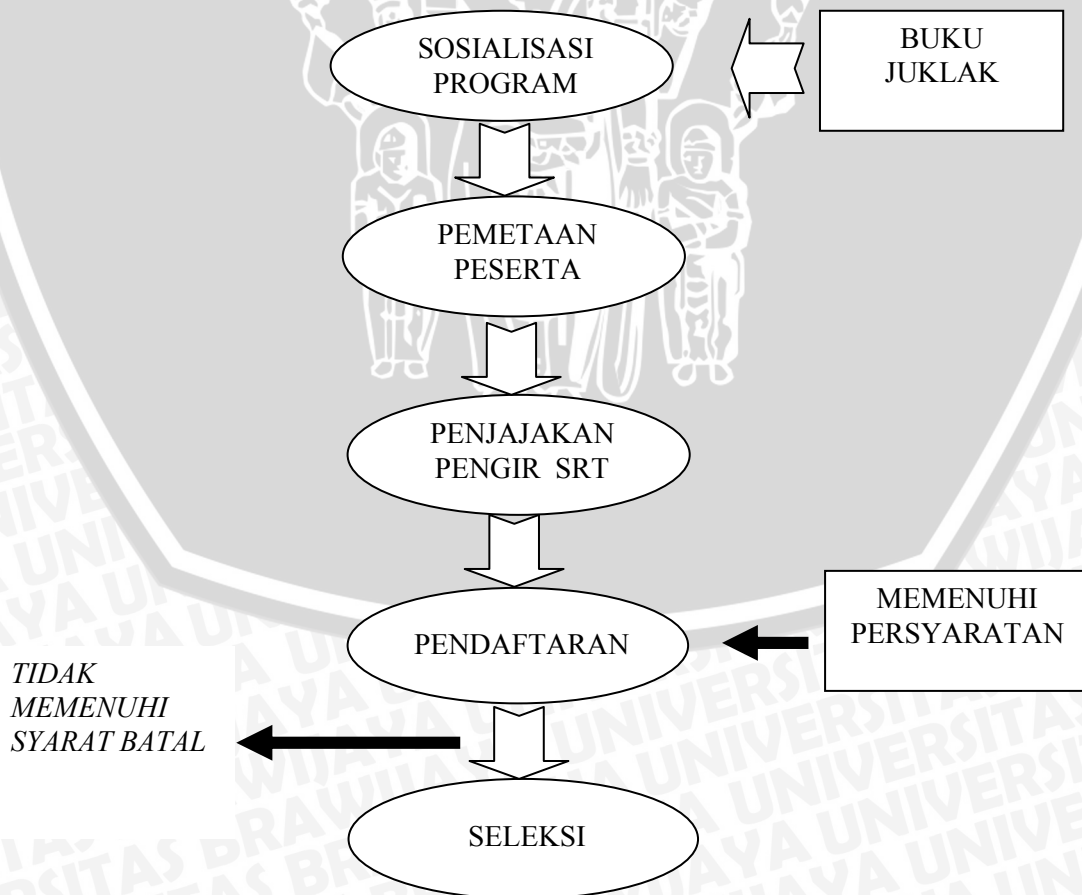 SOSIALISASI
PROGRAM
BUKU
JUKLAK
PEMETAAN
PESERTA
PENJAJAKAN
PENGIR SRT
PENDAFTARAN
MEMENUHI
PERSYARATAN
TIDAK
MEMENUHI
SYARAT BATAL
SELEKSI